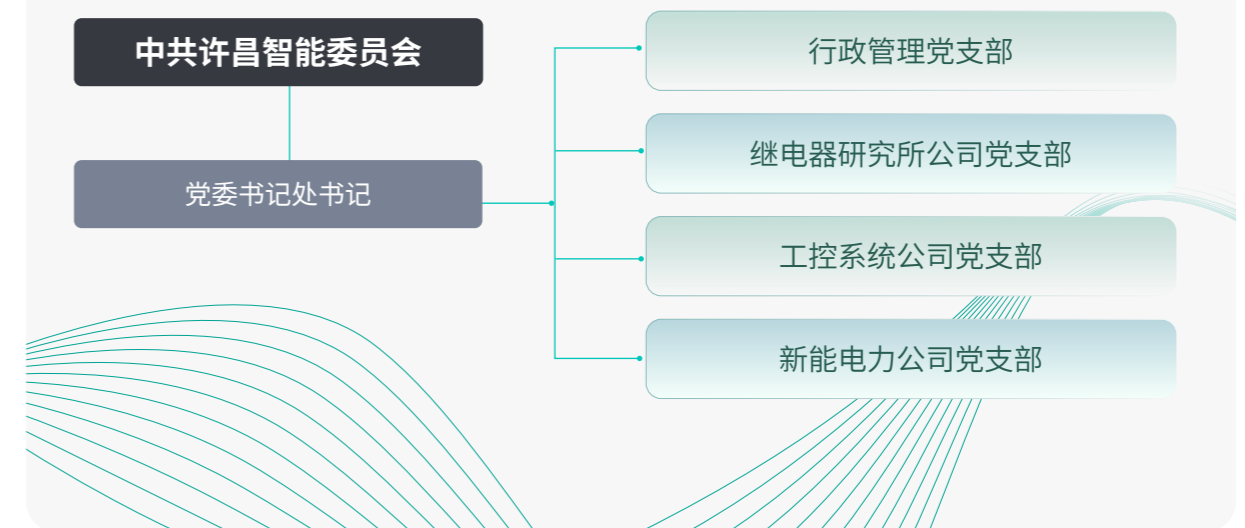 中共许昌智能委员会
党委书记处书记
行政管理党支部
继电器研究所公司党支部
工控系统公司党支部
新能电力公司党支部